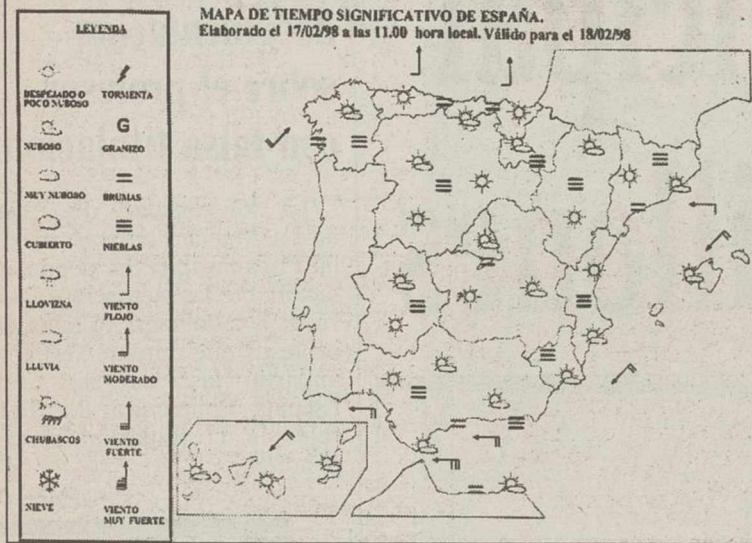 MAPA DE TIEMPO SIGNIFICATIVO DE ESPAÑA.
Elaborado el 17/02/98 a las 11.00 hora local. Válido para el 18/02/98
LEYENDA
DESPEJADO O
POCO NUBOSO
TORMENTA
NUBOSO
G
GRANIZO
MUY NUBOSO
BRUMAS
CUBIERTO
NIEBLAS
LLOVIZNA
VIENTO
FLOJO
LLUVIA
VIENTO
MODERADO
CHUBASCOS
VIENTO
FUERTE
NIEVE
VIENTO
MUY FUERTE